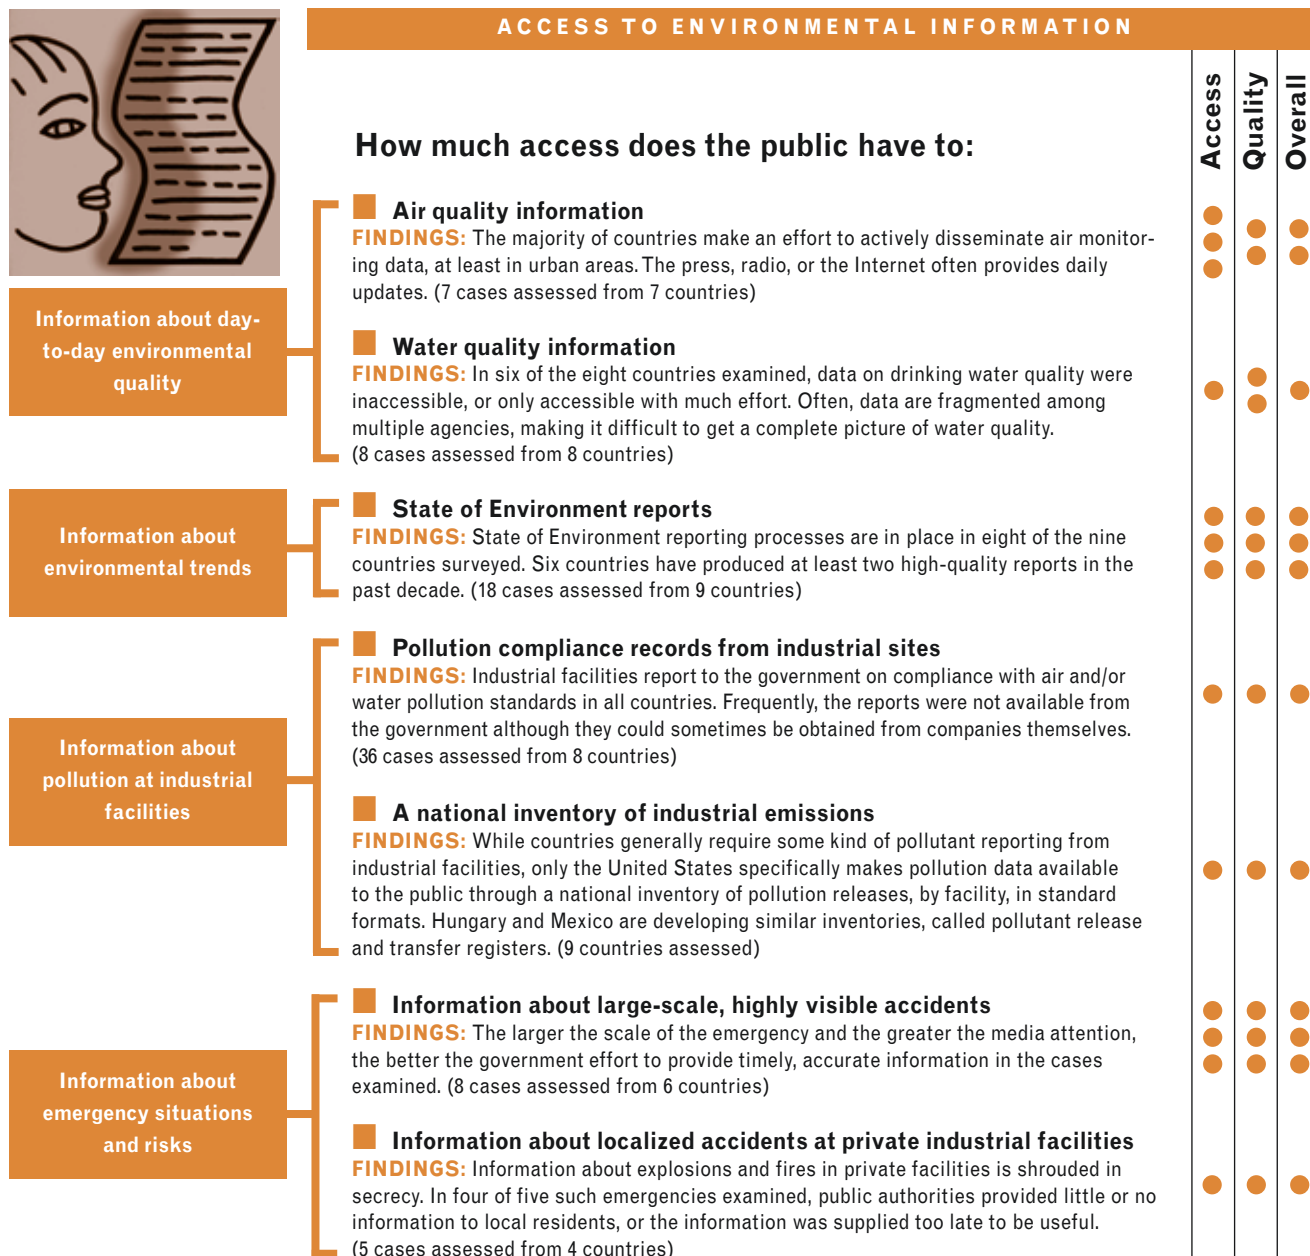 ACCESS TO ENVIRONMENTAL INFORMATION
Access
Quality
Overall
How much access does the public have to:
Information about day-
to-day environmental
quality
Air quality information
FINDINGS: The majority of countries make an effort to actively disseminate air monitor-
ing data, at least in urban areas. The press, radio, or the Internet often provides daily
updates. (7 cases assessed from 7 countries)
Water quality information
FINDINGS: In six of the eight countries examined, data on drinking water quality were
inaccessible, or only accessible with much effort. Often, data are fragmented among
multiple agencies, making it difficult to get a complete picture of water quality.
(8 cases assessed from 8 countries)
Information about
environmental trends
State of Environment reports
FINDINGS: State of Environment reporting processes are in place in eight of the nine
countries surveyed. Six countries have produced at least two high-quality reports in the
past decade. (18 cases assessed from 9 countries)
Information about
pollution at industrial
facilities
Pollution compliance records from industrial sites
FINDINGS: Industrial facilities report to the government on compliance with air and/or
water pollution standards in all countries. Frequently, the reports were not available from
the government although they could sometimes be obtained from companies themselves.
(36 cases assessed from 8 countries)
A national inventory of industrial emissions
FINDINGS: While countries generally require some kind of pollutant reporting from
industrial facilities, only the United States specifically makes pollution data available
to the public through a national inventory of pollution releases, by facility, in standard
formats. Hungary and Mexico are developing similar inventories, called pollutant release
and transfer registers. (9 countries assessed)
Information about
emergency situations
and risks
Information about large-scale, highly visible accidents
FINDINGS: The larger the scale of the emergency and the greater the media attention,
the better the government effort to provide timely, accurate information in the cases
examined. (8 cases assessed from 6 countries)
Information about localized accidents at private industrial facilities
FINDINGS: Information about explosions and fires in private facilities is shrouded in
secrecy. In four of five such emergencies examined, public authorities provided little or no
information to local residents, or the information was supplied too late to be useful.
(5 cases assessed from 4 countries)